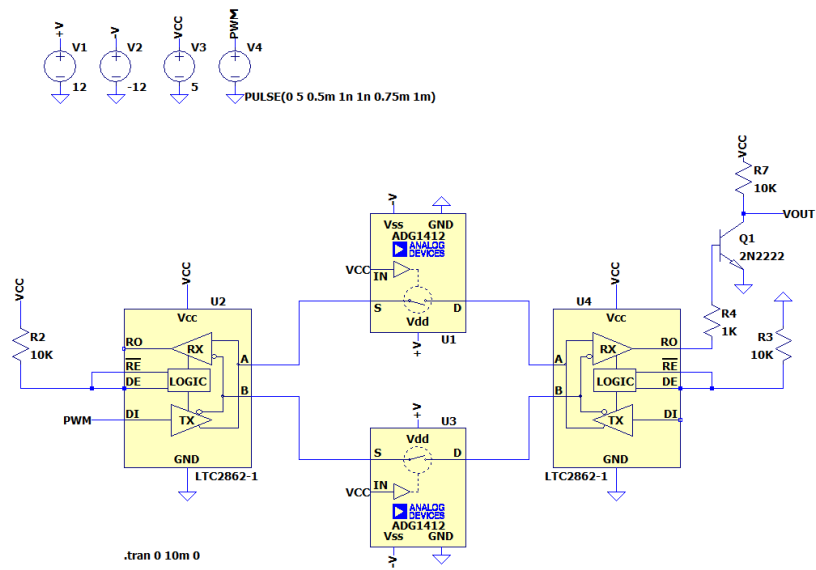 +V
-V
VCC
PWM
V1
V2
V3
V4
12
-12
5
PULSE(0 5 0.5m 1n 1n 0.75m 1m)
VCC
R7
10K
VOUT
-V
Vss
GND
ADG1412
ANALOG
DEVICES
Q1
2N2222
VCC
IN
S
D
Vdd
U1
+V
VCC
VCC
U2
VCC
U4
Vcc
Vcc
R2
10K
RO
RX
A
RE
LOGIC
DE
B
PWM
DI
TX
GND
LTC2862-1
A
RX
RO
R4
1K
R3
10K
RE
B
LOGIC
DE
TX
DI
GND
LTC2862-1
+V
U3
Vdd
S
D
VCC
IN
ANALOG
DEVICES
ADG1412
Vss
GND
-V
.tran 0 10m 0